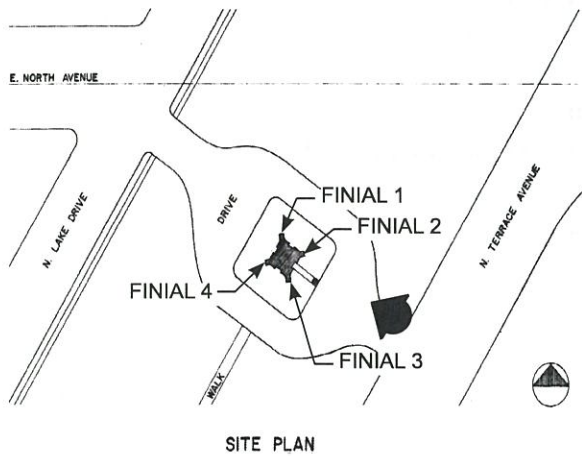 E. NORTH AVENUE
N. LAKE DRIVE
DRIVE
FINIAL 1
FINIAL 2
N. TERRACE AVENUE
FINIAL 4
FINIAL 3
WALK
SITE PLAN